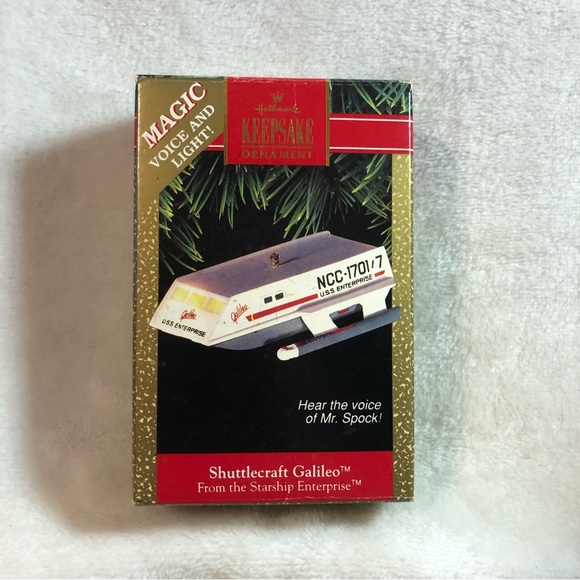 MAGIC
VOICE AND
LIGHT!
Hallmark
KEEPSAKE
ORNAMENT
NCC-1701/7
U.S.S. ENTERPRISE
Galileo
Galileo
U.S.S. ENTERPRISE
Hear the voice
of Mr. Spock!
Shuttlecraft Galileo™
From the Starship Enterprise™